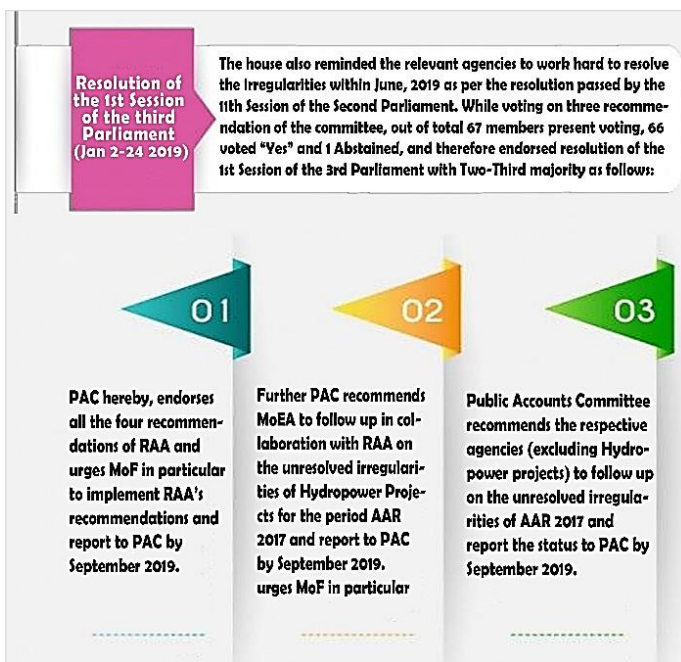 Resolution of
the 1st Session
of the third
Parliament
(Jan 2-24 2019)
The house also reminded the relevant agencies to work hard to resolve
the irregularities within June, 2019 as per the resolution passed by the
11th Session of the Second Parliament. While voting on three recomme-
ndation of the committee, out of total 67 members present voting, 66
voted "Yes" and 1 Abstained, and therefore endorsed resolution of the
1st Session of the 3rd Parliament with Two-Third majority as follows:
01
PAC hereby, endorses
all the four recommen-
dations of RAA and
urges MoF in particular
to implement RAA's
recommendations and
report to PAC by
September 2019.
02
Further PAC recommends
MoEA to follow up in col-
laboration with RAA on
the unresolved irregulari-
ties of Hydropower Proje-
cts for the period AAR
2017 and report to PAC
by September 2019.
urges MoF in particular
03
Public Accounts Committee
recommends the respective
agencies (excluding Hydro-
power projects) to follow up
on the unresolved irregula-
rities of AAR 2017 and
report the status to PAC by
September 2019.